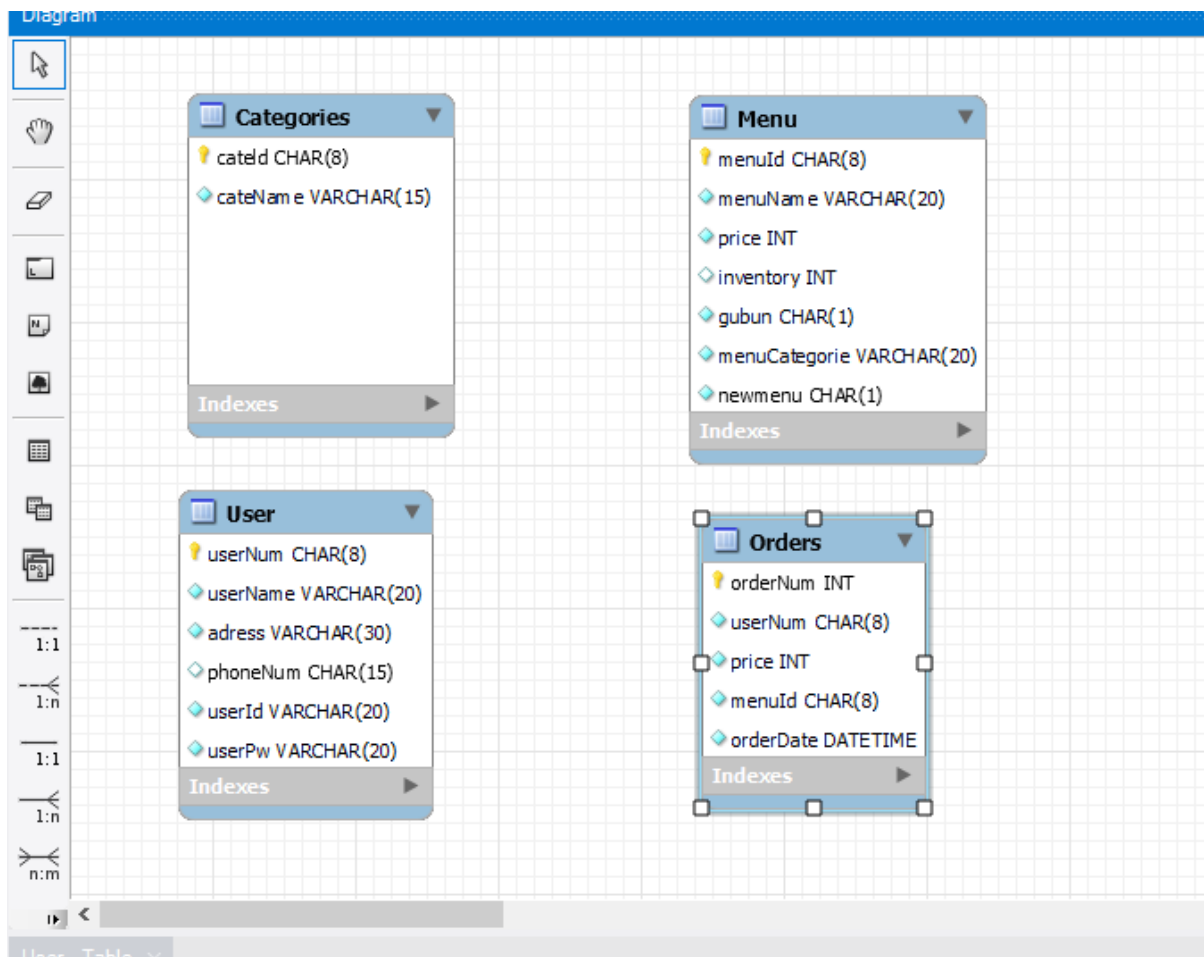 Diagram
Categories
cateId CHAR(8)
cateName VARCHAR(15)
Indexes
Menu
menuId CHAR(8)
menuName VARCHAR(20)
price INT
inventory INT
gubun CHAR(1)
menuCategorie VARCHAR(20)
newmenu CHAR(1)
Indexes
User
userNum CHAR(8)
userName VARCHAR(20)
adress VARCHAR(30)
phoneNum CHAR(15)
userId VARCHAR(20)
userPw VARCHAR(20)
Indexes
Orders
orderNum INT
userNum CHAR(8)
price INT
menuId CHAR(8)
orderDate DATETIME
Indexes
1:1
1:n
1:1
1:n
n:m
User - Table